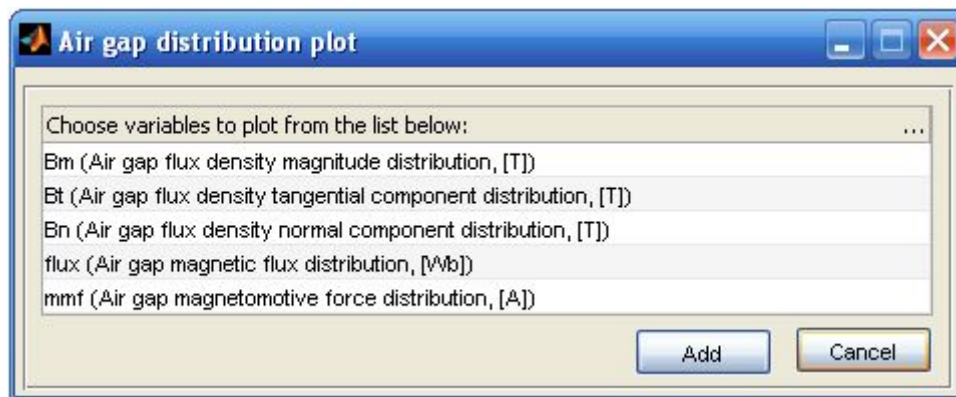 Air gap distribution plot
Choose variables to plot from the list below: ...
Bm (Air gap flux density magnitude distribution, [T])
Bt (Air gap flux density tangential component distribution, [T])
Bn (Air gap flux density normal component distribution, [T])
flux (Air gap magnetic flux distribution, [Wb])
mmf (Air gap magnetomotive force distribution, [A])
Add Cancel